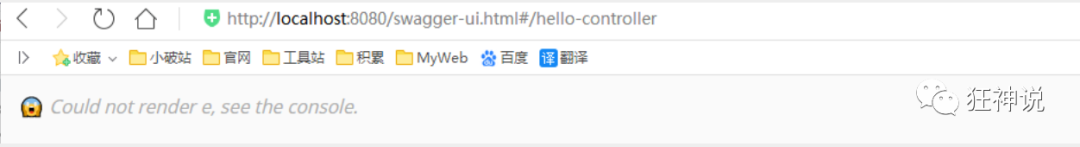 http://localhost:8080/swagger-ui.html#/hello-controller
收藏 小破站 官网 工具站 积累 MyWeb 百度 译 翻译
Could not render e, see the console.
狂神说